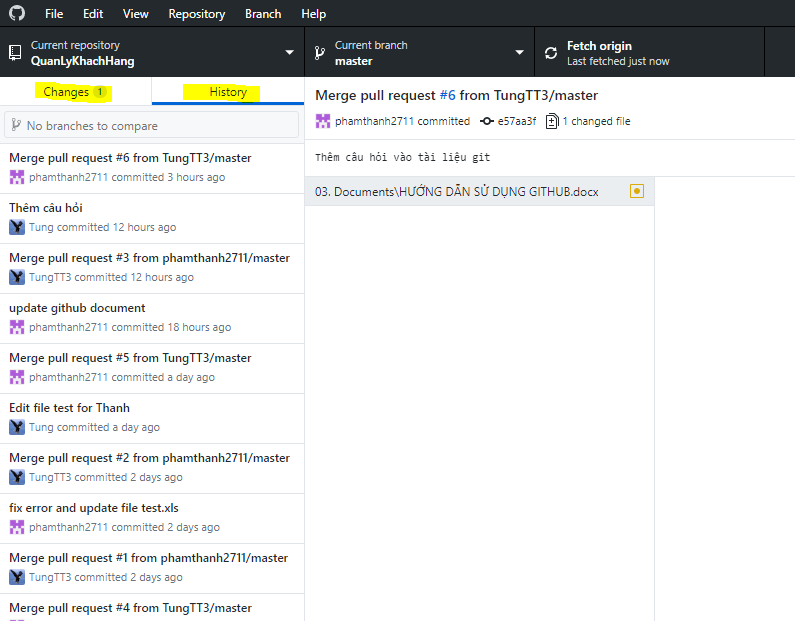 File Edit View Repository Branch Help
Current repository
QuanLyKhachHang
Current branch
master
Fetch origin
Last fetched just now
Changes 1
History
No branches to compare
Merge pull request #6 from TungTT3/master
phamthanh2711 committed 3 hours ago
Thêm câu hỏi
Tung committed 12 hours ago
Merge pull request #3 from phamthanh2711/master
TungTT3 committed 12 hours ago
update github document
phamthanh2711 committed 18 hours ago
Merge pull request #5 from TungTT3/master
phamthanh2711 committed a day ago
Edit file test for Thanh
Tung committed a day ago
Merge pull request #2 from phamthanh2711/master
TungTT3 committed 2 days ago
fix error and update file test.xls
phamthanh2711 committed 2 days ago
Merge pull request #1 from phamthanh2711/master
TungTT3 committed 2 days ago
Merge pull request #4 from TungTT3/master
Merge pull request #6 from TungTT3/master
phamthanh2711 committed e57aa3f 1 changed file
Thêm câu hỏi vào tài liệu git
03. Documents\HƯỚNG DẪN SỬ DỤNG GITHUB.docx